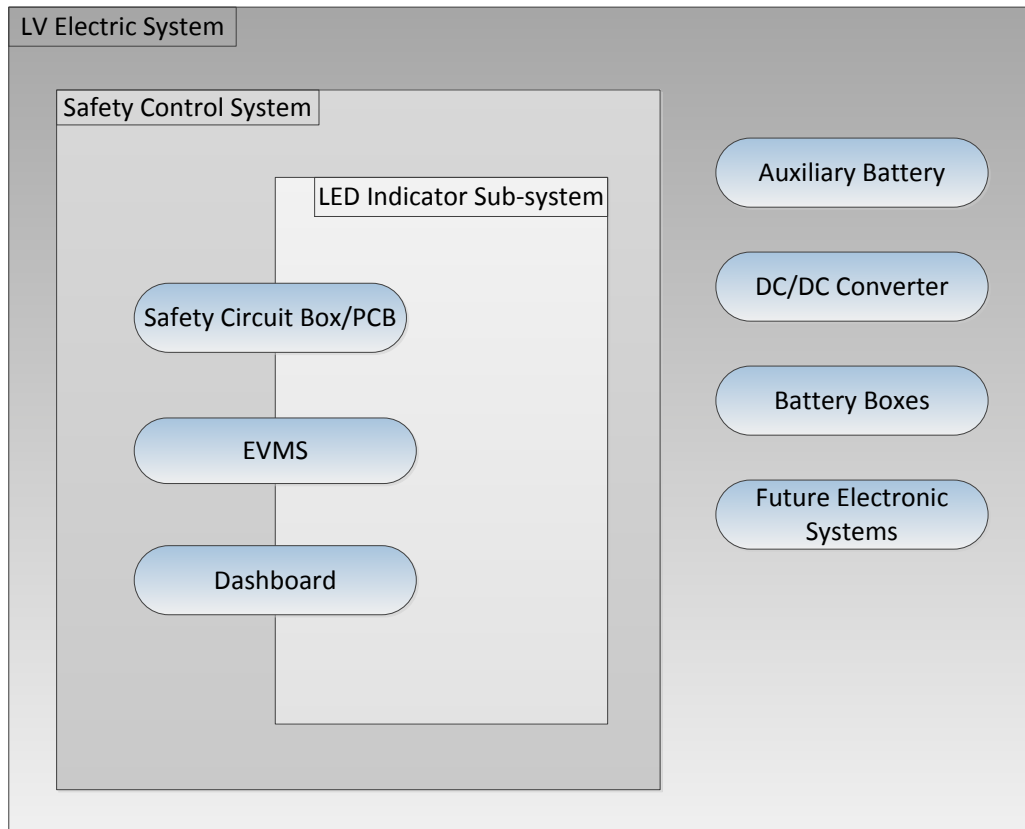 LV Electric System
Safety Control System
LED Indicator Sub-system
Safety Circuit Box/PCB
EVMS
Dashboard
Auxiliary Battery
DC/DC Converter
Battery Boxes
Future Electronic
Systems